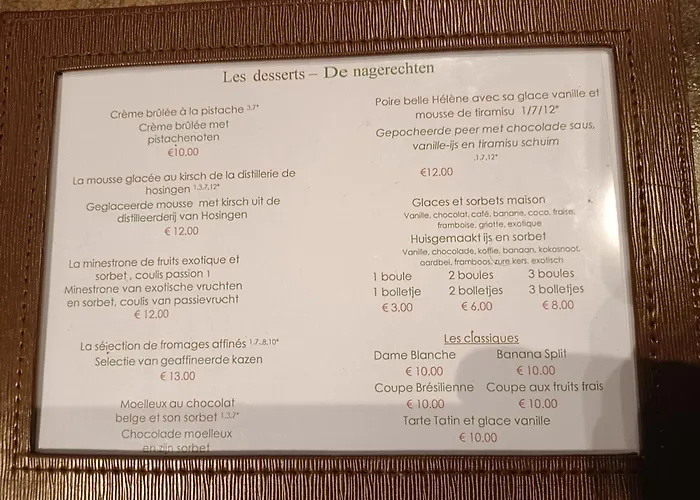 Les desserts – De nagerechten
Crème brûlée à la pistache 3,7*
Crème brûlée met
pistachenoten
€10.00
La mousse glacée au kirsch de la distillerie de
hosingen 1,3,7,12*
Geglaceerde mousse met kirsch uit de
distilleerderij van Hosingen
€ 12.00
La minestrone de fruits exotique et
sorbet , coulis passion 1
Minestrone van exotische vruchten
en sorbet, coulis van passievrucht
€ 12.00
La séjection de fromages affinés 1,7,8,10*
Selectie van geaffineerde kazen
€ 13.00
Moelleux au chocolat
belge et son sorbet 1,3,7*
Chocolade moelleux
en zijn sorbet
Poire belle Hélène avec sa glace vanille et
mousse de tiramisu 1/7/12*
Gepocheerde peer met chocolade saus,
vanille-ijs en tiramisu schuim
,1,7,12*
€12.00
Glaces et sorbets maison
Vanille, chocolat, café, banane, coco, fraise,
framboise, griotte, exotique
Huisgemaakt ijs en sorbet
Vanille, chocolade, koffie, banaan, kokosnoot,
aardbei, framboos, zure kers, exotisch
1 boule 2 boules 3 boules
1 bolletje 2 bolletjes 3 bolletjes
€ 3.00 € 6,00 € 8.00
Les classiques
Dame Blanche Banana Split
€ 10.00 € 10.00
Coupe Brésilienne Coupe aux fruits frais
€ 10.00 € 10.00
Tarte Tatin et glace vanille
€ 10.00